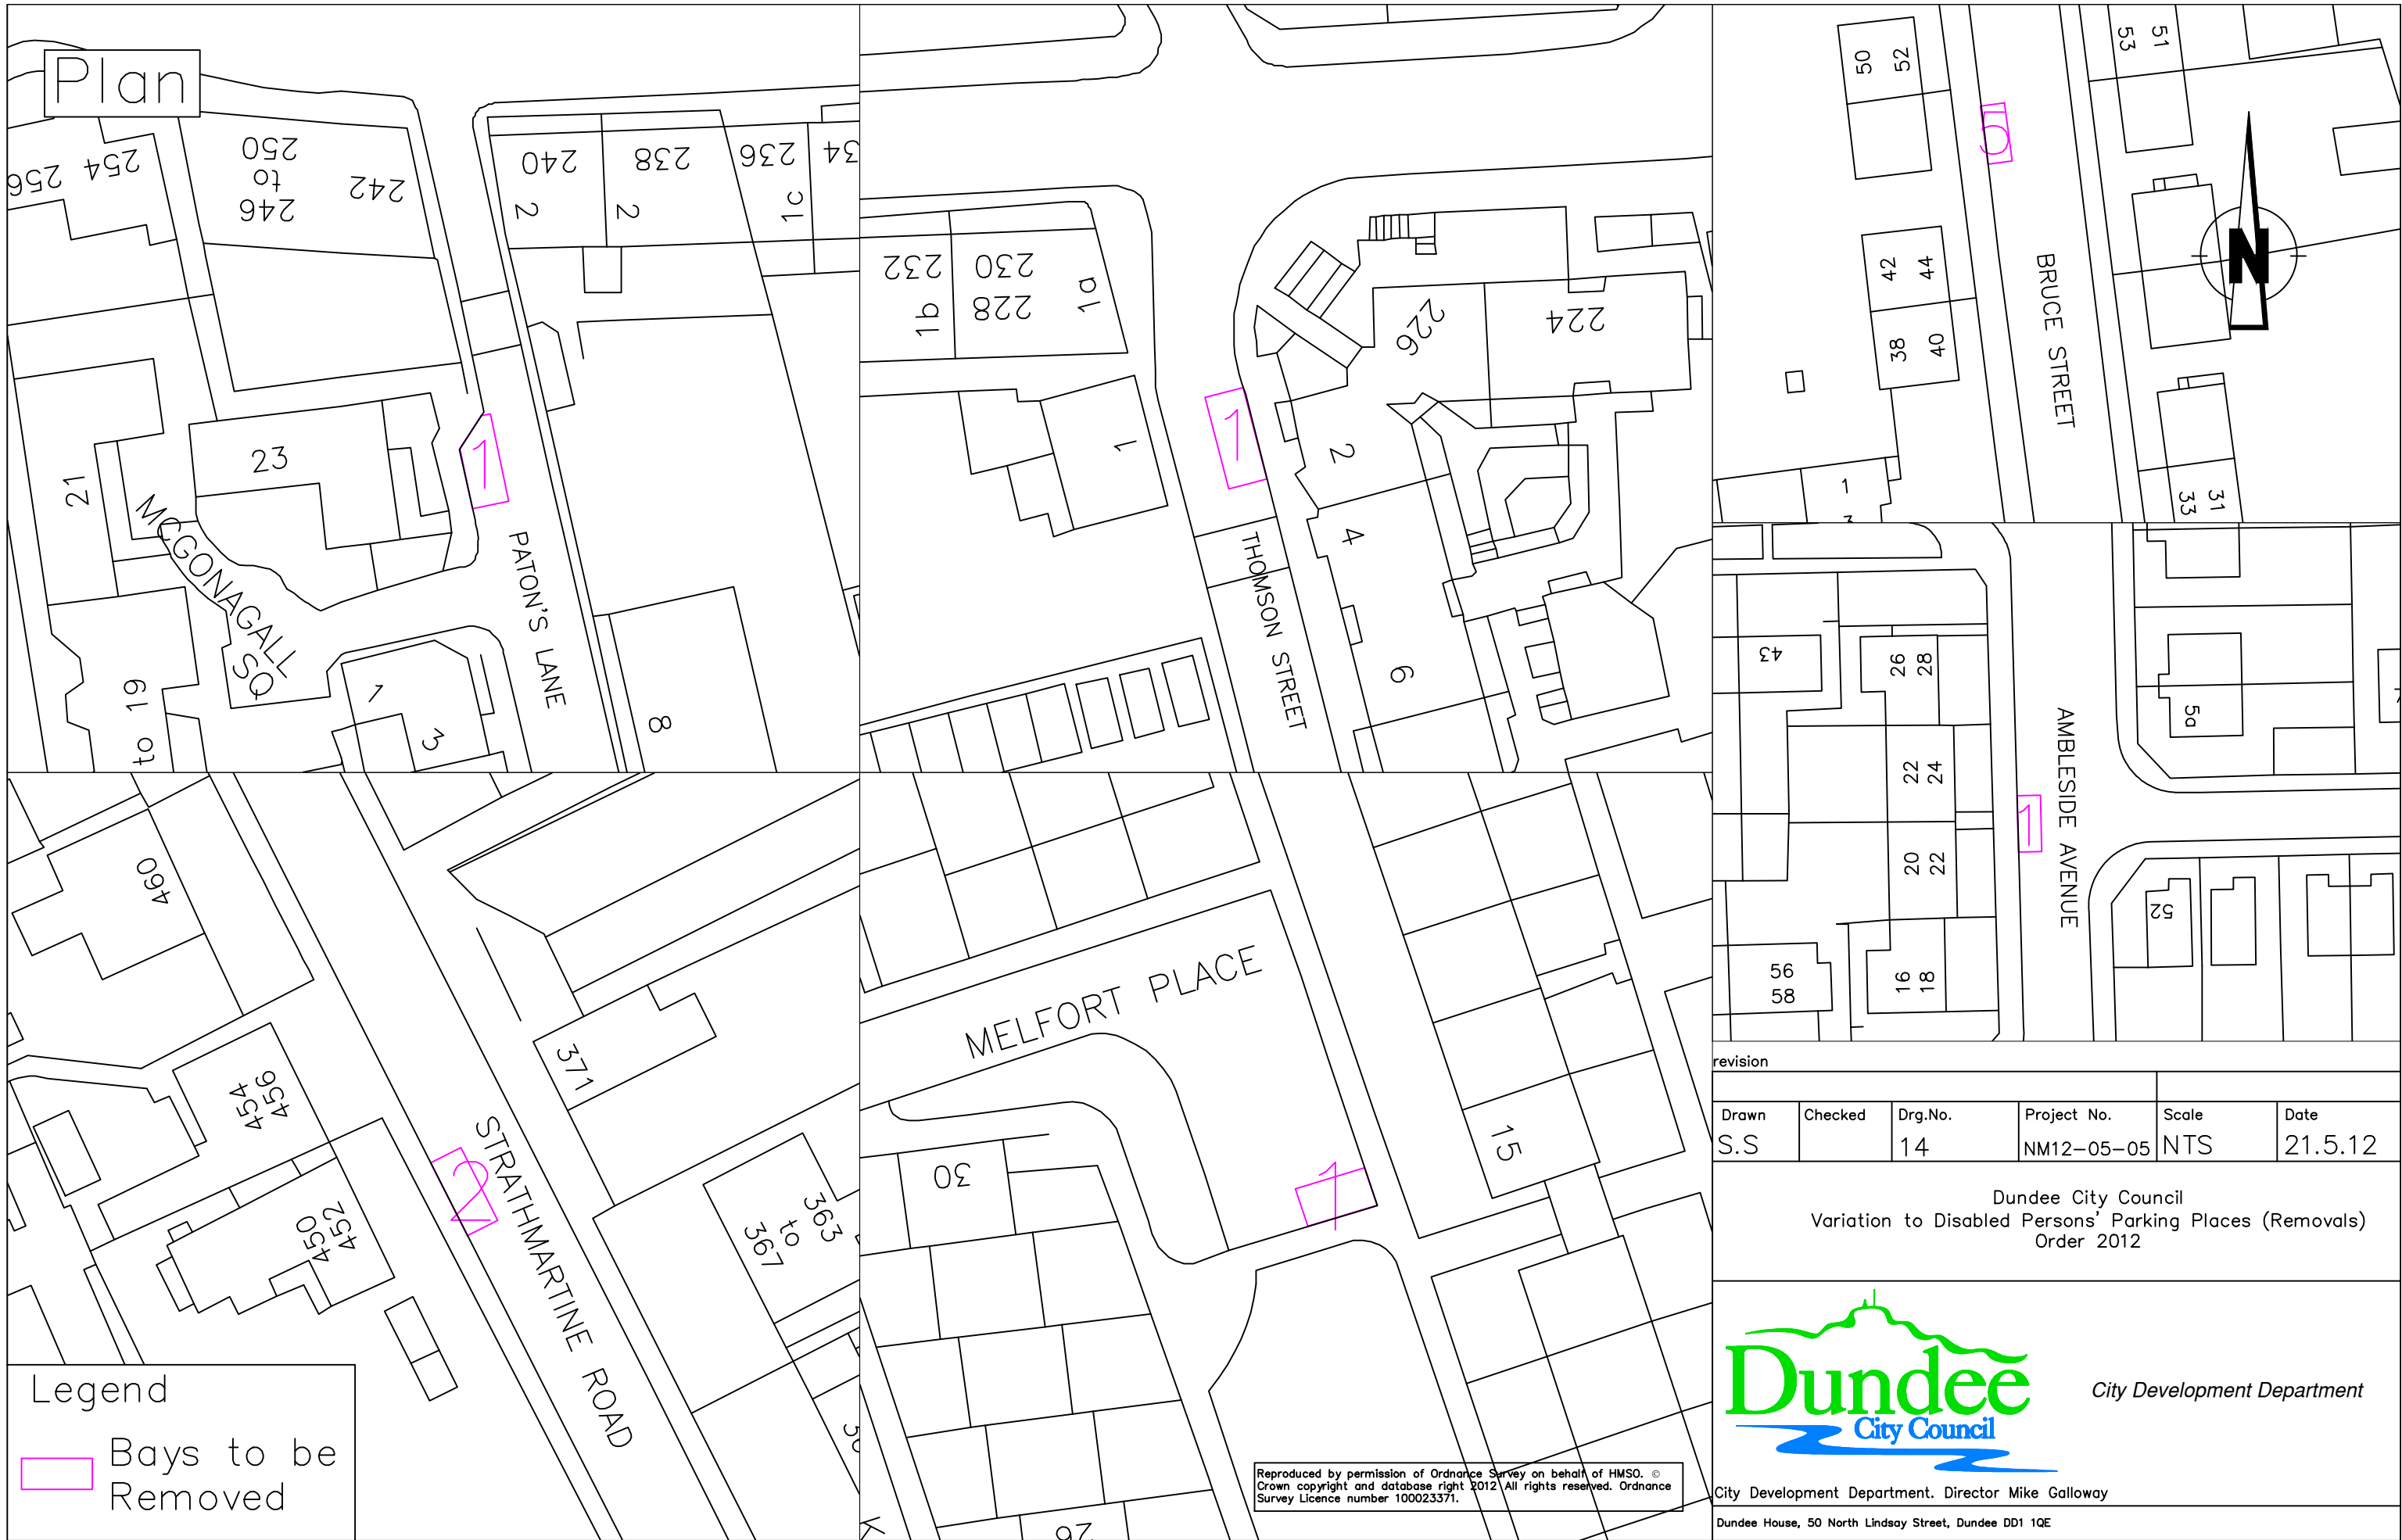 Plan
256
254
250
to
246
242
240
2
238
2
236
1c
34
21
23
MCGONAGALL
SQ
19
to
1
3
1
PATON'S LANE
8
232
1b
230
228
1a
226
224
1
1
2
4
6
THOMSON STREET
50
52
53
51
5
42
44
38
40
BRUCE STREET
1
33
31
43
26
28
5a
22
24
1
20
22
AMBLESIDE AVENUE
52
56
58
16
18
460
454
456
450
452
2
371
STRATHMARTINE ROAD
363
to
367
Legend
Bays to be
Removed
MELFORT PLACE
30
1
15
26
Reproduced by permission of Ordnance Survey on behalf of HMSO. ©
Crown copyright and database right 2012 All rights reserved. Ordnance
Survey Licence number 100023371.
N
revision
Drawn Checked Drg.No. Project No. Scale Date
S.S 14 NM12-05-05 NTS 21.5.12
Dundee City Council
Variation to Disabled Persons' Parking Places (Removals)
Order 2012
Dundee
City Council
City Development Department
City Development Department. Director Mike Galloway
Dundee House, 50 North Lindsay Street, Dundee DD1 1QE